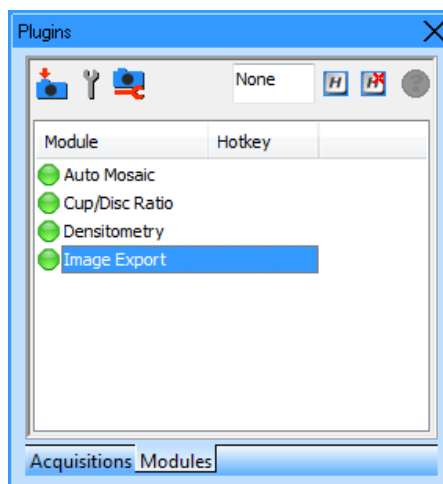 Plugins
None H H
Module Hotkey
Auto Mosaic
Cup/Disc Ratio
Densitometry
Image Export
Acquisitions Modules